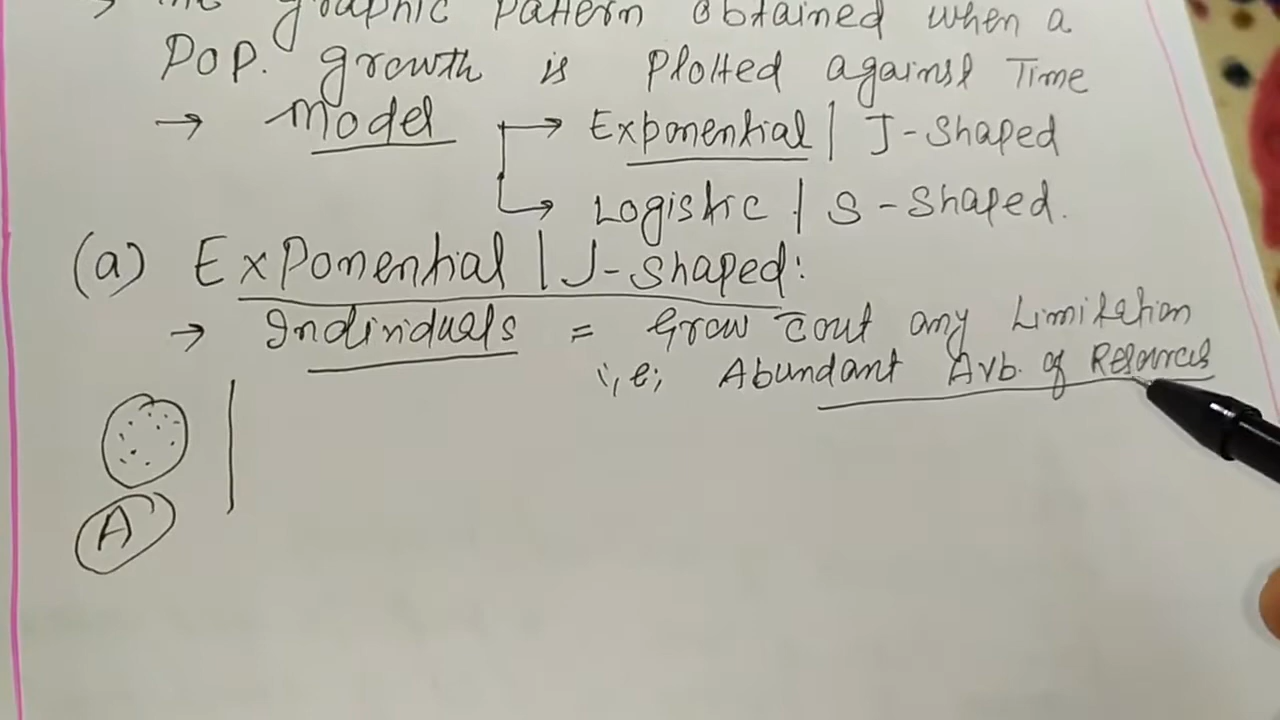 → The graphic pattern obtained when a
Pop. growth is Plotted against Time
→ Model → Exponential | J-Shaped
→ Logistic | S-Shaped.
(a) Exponential | J-Shaped:
→ Individuals = Grow c̄out any Limitation
i,e; Abundant Avb. of Resources
A